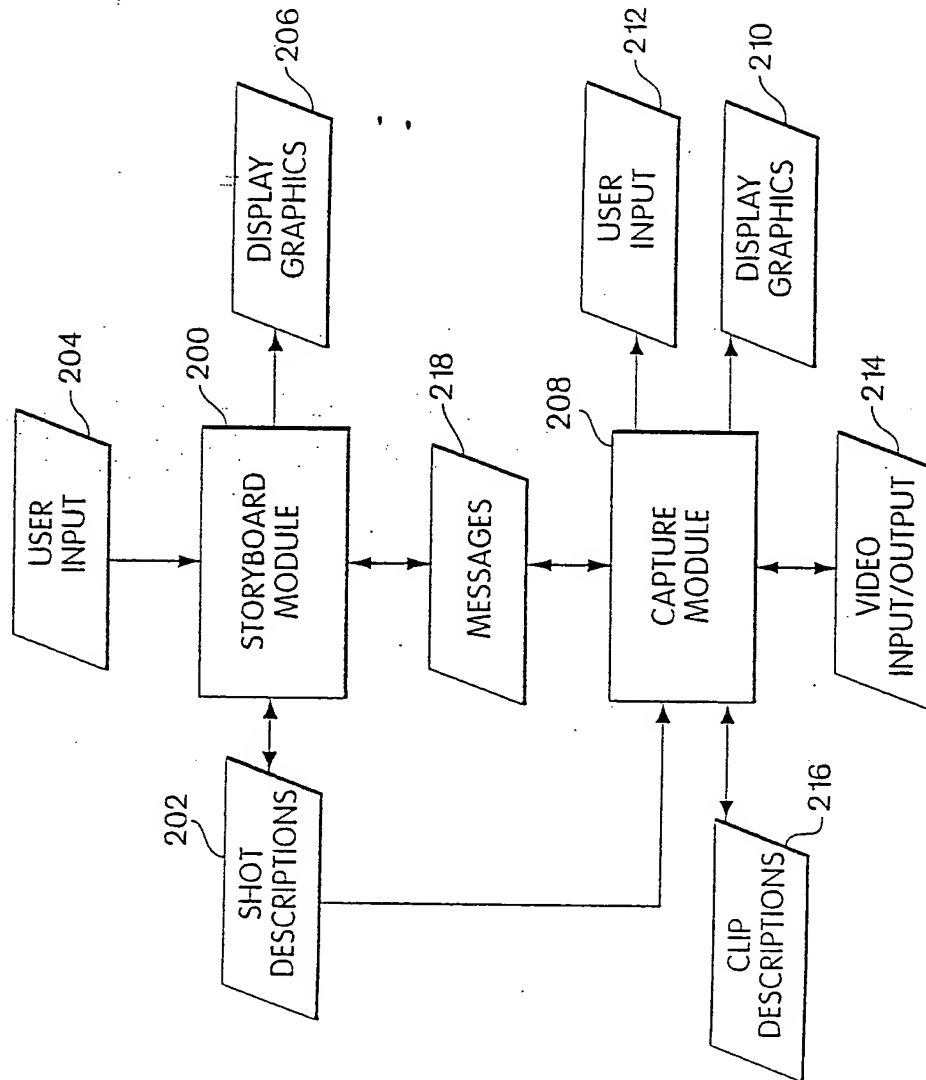 USER
INPUT
204
STORYBOARD
MODULE
200
DISPLAY
GRAPHICS
206
SHOT
DESCRIPTIONS
202
MESSAGES
218
CAPTURE
MODULE
208
USER
INPUT
212
DISPLAY
GRAPHICS
210
CLIP
DESCRIPTIONS
216
VIDEO
INPUT/OUTPUT
214